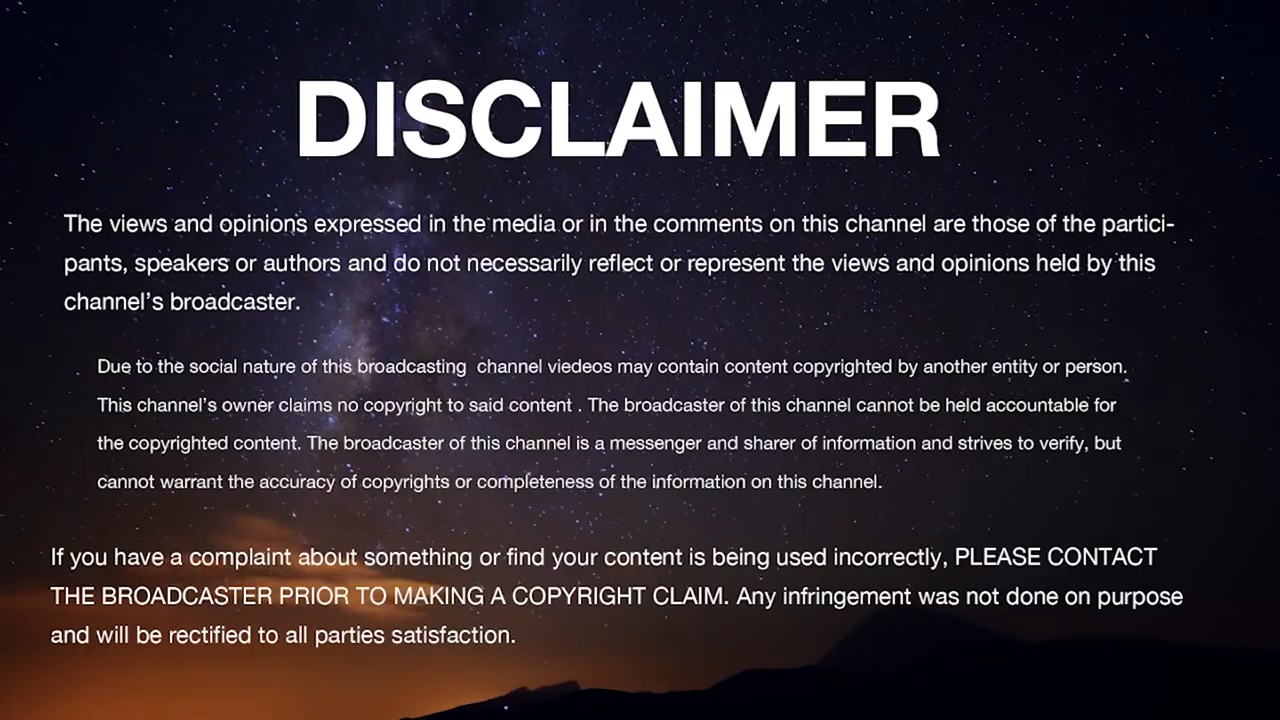 DISCLAIMER
The views and opinions expressed in the media or in the comments on this channel are those of the partici-
pants, speakers or authors and do not necessarily reflect or represent the views and opinions held by this
channel's broadcaster.
Due to the social nature of this broadcasting  channel viedeos may contain content copyrighted by another entity or person.
This channel's owner claims no copyright to said content . The broadcaster of this channel cannot be held accountable for
the copyrighted content. The broadcaster of this channel is a messenger and sharer of information and strives to verify, but
cannot warrant the accuracy of copyrights or completeness of the information on this channel.
If you have a complaint about something or find your content is being used incorrectly, PLEASE CONTACT
THE BROADCASTER PRIOR TO MAKING A COPYRIGHT CLAIM. Any infringement was not done on purpose
and will be rectified to all parties satisfaction.